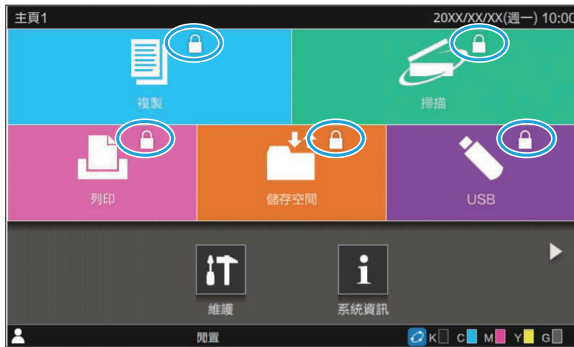 主頁1
20XX/XX/XX(週一) 10:00
複製
掃描
列印
儲存空間
USB
維護
系統資訊
閒置
K C M Y G